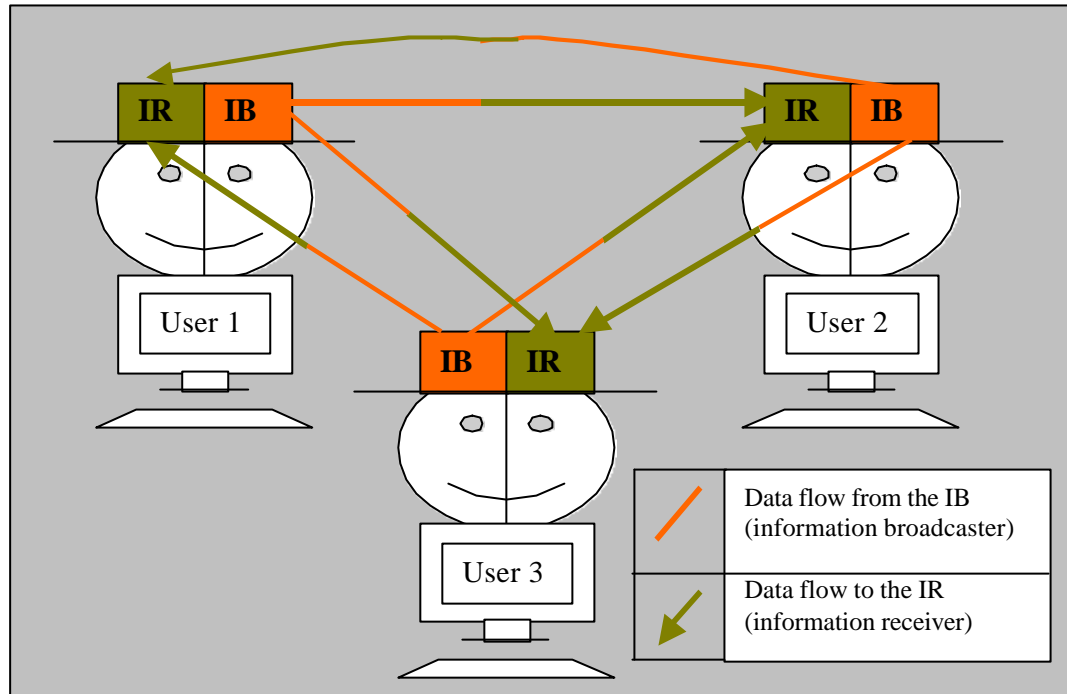 IR IB
IR IB
User 1
User 2
IB IR
User 3
Data flow from the IB
(information broadcaster)
Data flow to the IR
(information receiver)